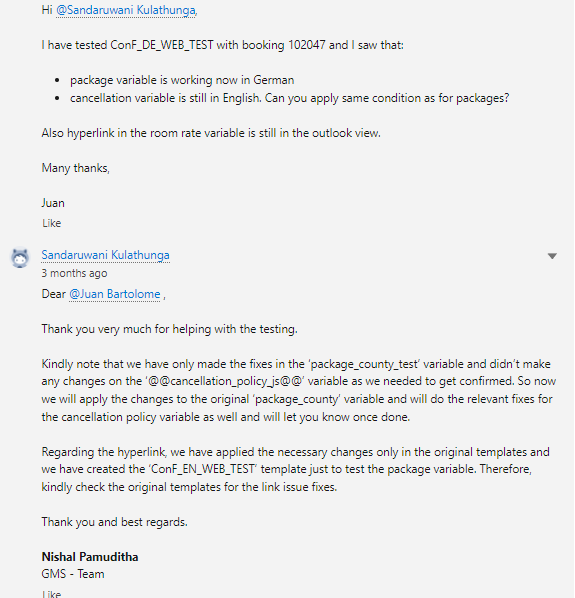 Hi @Sandaruwani Kulathunga,
I have tested ConF_DE_WEB_TEST with booking 102047 and I saw that:
• package variable is working now in German
• cancellation variable is still in English. Can you apply same condition as for packages?
Also hyperlink in the room rate variable is still in the outlook view.
Many thanks,
Juan
Like
Sandaruwani Kulathunga
3 months ago
Dear @Juan Bartolome ,
Thank you very much for helping with the testing.
Kindly note that we have only made the fixes in the ‘package_county_test’ variable and didn’t make
any changes on the ‘@@cancellation_policy_js@@’ variable as we needed to get confirmed. So now
we will apply the changes to the original ‘package_county’ variable and will do the relevant fixes for
the cancellation policy variable as well and will let you know once done.
Regarding the hyperlink, we have applied the necessary changes only in the original templates and
we have created the ‘ConF_EN_WEB_TEST’ template just to test the package variable. Therefore,
kindly check the original templates for the link issue fixes.
Thank you and best regards.
Nishal Pamuditha
GMS - Team
Like